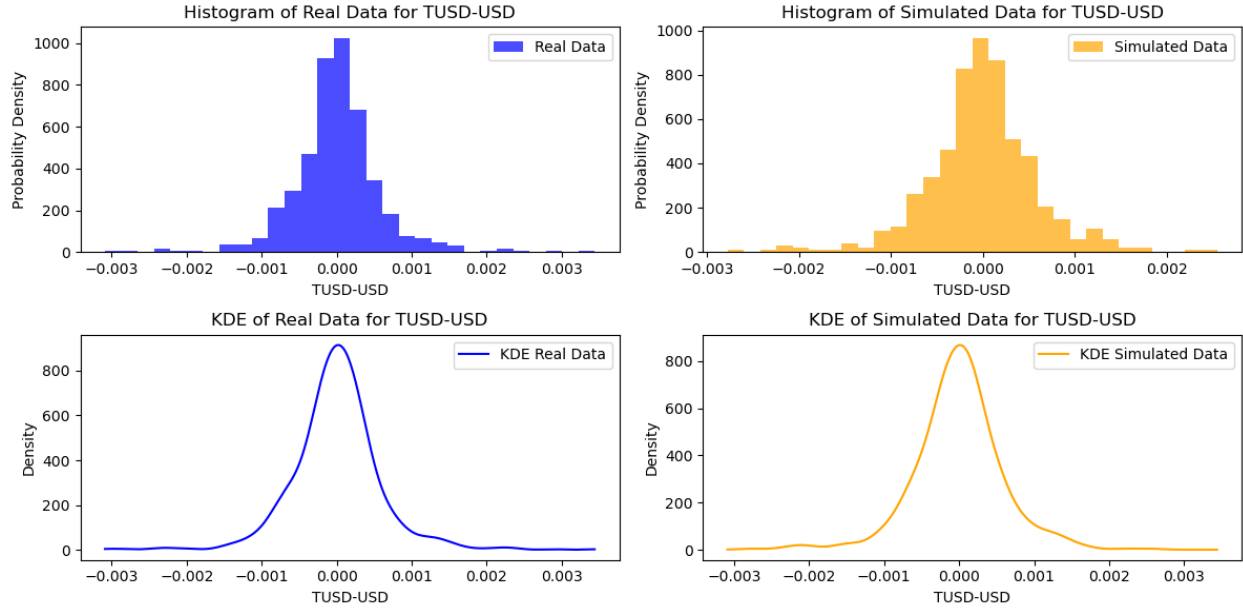 Histogram of Real Data for TUSD-USD
Real Data
Probability Density
1000
800
600
400
200
0
−0.003 −0.002 −0.001 0.000 0.001 0.002 0.003
TUSD-USD
Histogram of Simulated Data for TUSD-USD
Simulated Data
Probability Density
1000
800
600
400
200
0
−0.003 −0.002 −0.001 0.000 0.001 0.002
TUSD-USD
KDE of Real Data for TUSD-USD
KDE Real Data
Density
800
600
400
200
0
−0.003 −0.002 −0.001 0.000 0.001 0.002 0.003
TUSD-USD
KDE of Simulated Data for TUSD-USD
KDE Simulated Data
Density
800
600
400
200
0
−0.003 −0.002 −0.001 0.000 0.001 0.002 0.003
TUSD-USD